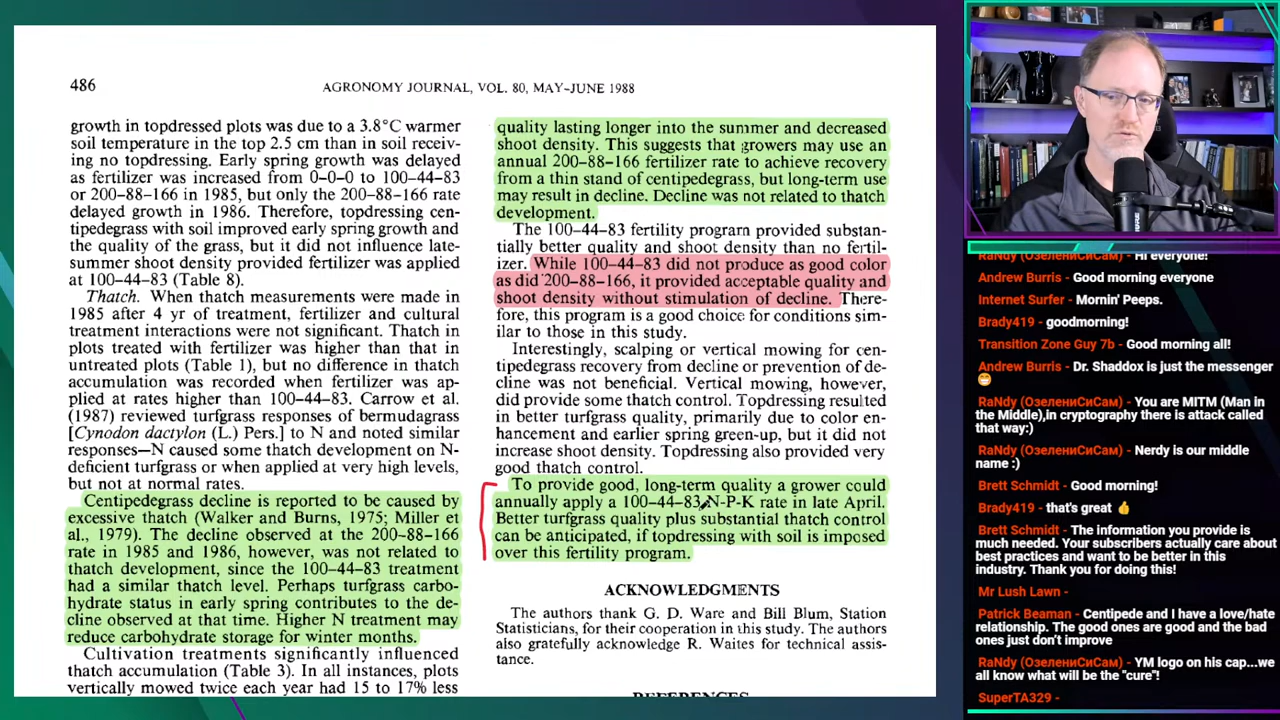 486
AGRONOMY JOURNAL, VOL. 80, MAY–JUNE 1988
growth in topdressed plots was due to a 3.8°C warmer
soil temperature in the top 2.5 cm than in soil receiv-
ing no topdressing. Early spring growth was delayed
as fertilizer was increased from 0–0–0 to 100–44–83
or 200–88–166 in 1985, but only the 200–88–166 rate
delayed growth in 1986. Therefore, topdressing cen-
tipedegrass with soil improved early spring growth and
the quality of the grass, but it did not influence late-
summer shoot density provided fertilizer was applied
at 100–44–83 (Table 8).
Thatch. When thatch measurements were made in
1985 after 4 yr of treatment, fertilizer and cultural
treatment interactions were not significant. Thatch in
plots treated with fertilizer was higher than that in
untreated plots (Table 1), but no difference in thatch
accumulation was recorded when fertilizer was ap-
plied at rates higher than 100–44–83. Carrow et al.
(1987) reviewed turfgrass responses of bermudagrass
[Cynodon dactylon (L.) Pers.] to N and noted similar
responses—N caused some thatch development on N-
deficient turfgrass or when applied at very high levels,
but not at normal rates.
Centipedegrass decline is reported to be caused by
excessive thatch (Walker and Burns, 1975; Miller et
al., 1979). The decline observed at the 200–88–166
rate in 1985 and 1986, however, was not related to
thatch development, since the 100–44–83 treatment
had a similar thatch level. Perhaps turfgrass carbo-
hydrate status in early spring contributes to the de-
cline observed at that time. Higher N treatment may
reduce carbohydrate storage for winter months.
Cultivation treatments significantly influenced
thatch accumulation (Table 3). In all instances, plots
vertically mowed twice each year had 15 to 17% less
quality lasting longer into the summer and decreased
shoot density. This suggests that growers may use an
annual 200–88–166 fertilizer rate to achieve recovery
from a thin stand of centipedegrass, but long-term use
may result in decline. Decline was not related to thatch
development.
The 100–44–83 fertility program provided substan-
tially better quality and shoot density than no fertil-
izer. While 100–44–83 did not produce as good color
as did 200–88–166, it provided acceptable quality and
shoot density without stimulation of decline. There-
fore, this program is a good choice for conditions sim-
ilar to those in this study.
Interestingly, scalping or vertical mowing for cen-
tipedegrass recovery from decline or prevention of de-
cline was not beneficial. Vertical mowing, however,
did provide some thatch control. Topdressing resulted
in better turfgrass quality, primarily due to color en-
hancement and earlier spring green-up, but it did not
increase shoot density. Topdressing also provided very
good thatch control.
To provide good, long-term quality a grower could
annually apply a 100–44–83 N-P-K rate in late April.
Better turfgrass quality plus substantial thatch control
can be anticipated, if topdressing with soil is imposed
over this fertility program.
ACKNOWLEDGMENTS
The authors thank G. D. Ware and Bill Blum, Station
Statisticians, for their cooperation in this study. The authors
also gratefully acknowledge R. Waites for technical assis-
tance.
REFERENCES
RaNdy (ОзелениСиСам) - Hi everyone!
Andrew Burris - Good morning everyone
Internet Surfer - Mornin' Peeps.
Brady419 - goodmorning!
Transition Zone Guy 7b - Good morning all!
Andrew Burris - Dr. Shaddox is just the messenger
😁
RaNdy (ОзелениСиСам) - You are MITM (Man in
the Middle),in cryptography there is attack called
that way:)
RaNdy (ОзелениСиСам) - Nerdy is our middle
name :)
Brett Schmidt - Good morning!
Brady419 - that's great 👍
Brett Schmidt - The information you provide is
much needed. Your subscribers actually care about
best practices and want to be better in this
industry. Thank you for doing this!
Mr Lush Lawn -
Patrick Beaman - Centipede and I have a love/hate
relationship. The good ones are good and the bad
ones just don't improve
RaNdy (ОзелениСиСам) - YM logo on his cap...we
all know what will be the "cure"!
SuperTA329 -